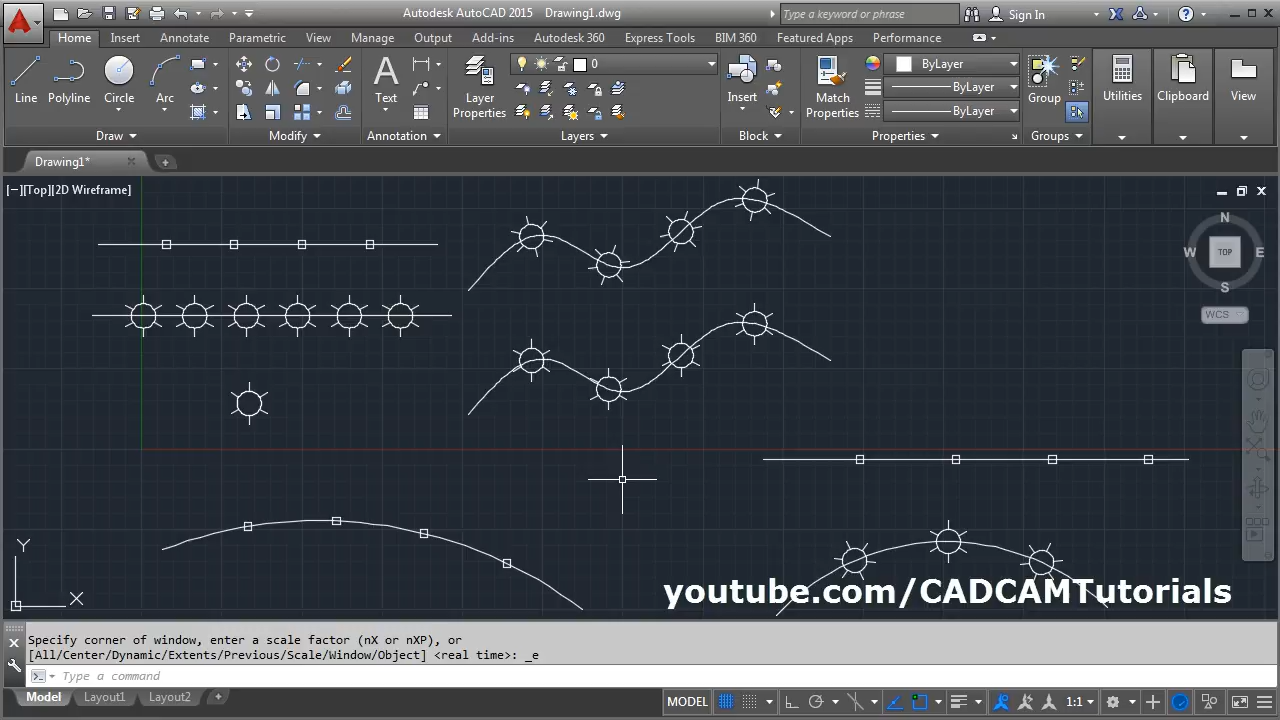 Autodesk AutoCAD 2015 Drawing1.dwg
Type a keyword or phrase
Sign In
Home Insert Annotate Parametric View Manage Output Add-ins Autodesk 360 Express Tools BIM 360 Featured Apps Performance
Line
Polyline
Circle
Arc
Text
Layer
Properties
0
Insert
Match
Properties
ByLayer
ByLayer
ByLayer
Group
Utilities
Clipboard
View
Draw
Modify
Annotation
Layers
Block
Properties
Groups
Drawing1*
[−][Top][2D Wireframe]
N
W
TOP
E
S
WCS
Y
X
youtube.com/CADCAMTutorials
Specify corner of window, enter a scale factor (nX or nXP), or
[All/Center/Dynamic/Extents/Previous/Scale/Window/Object] <real time>: _e
Type a command
Model Layout1 Layout2
MODEL
1:1